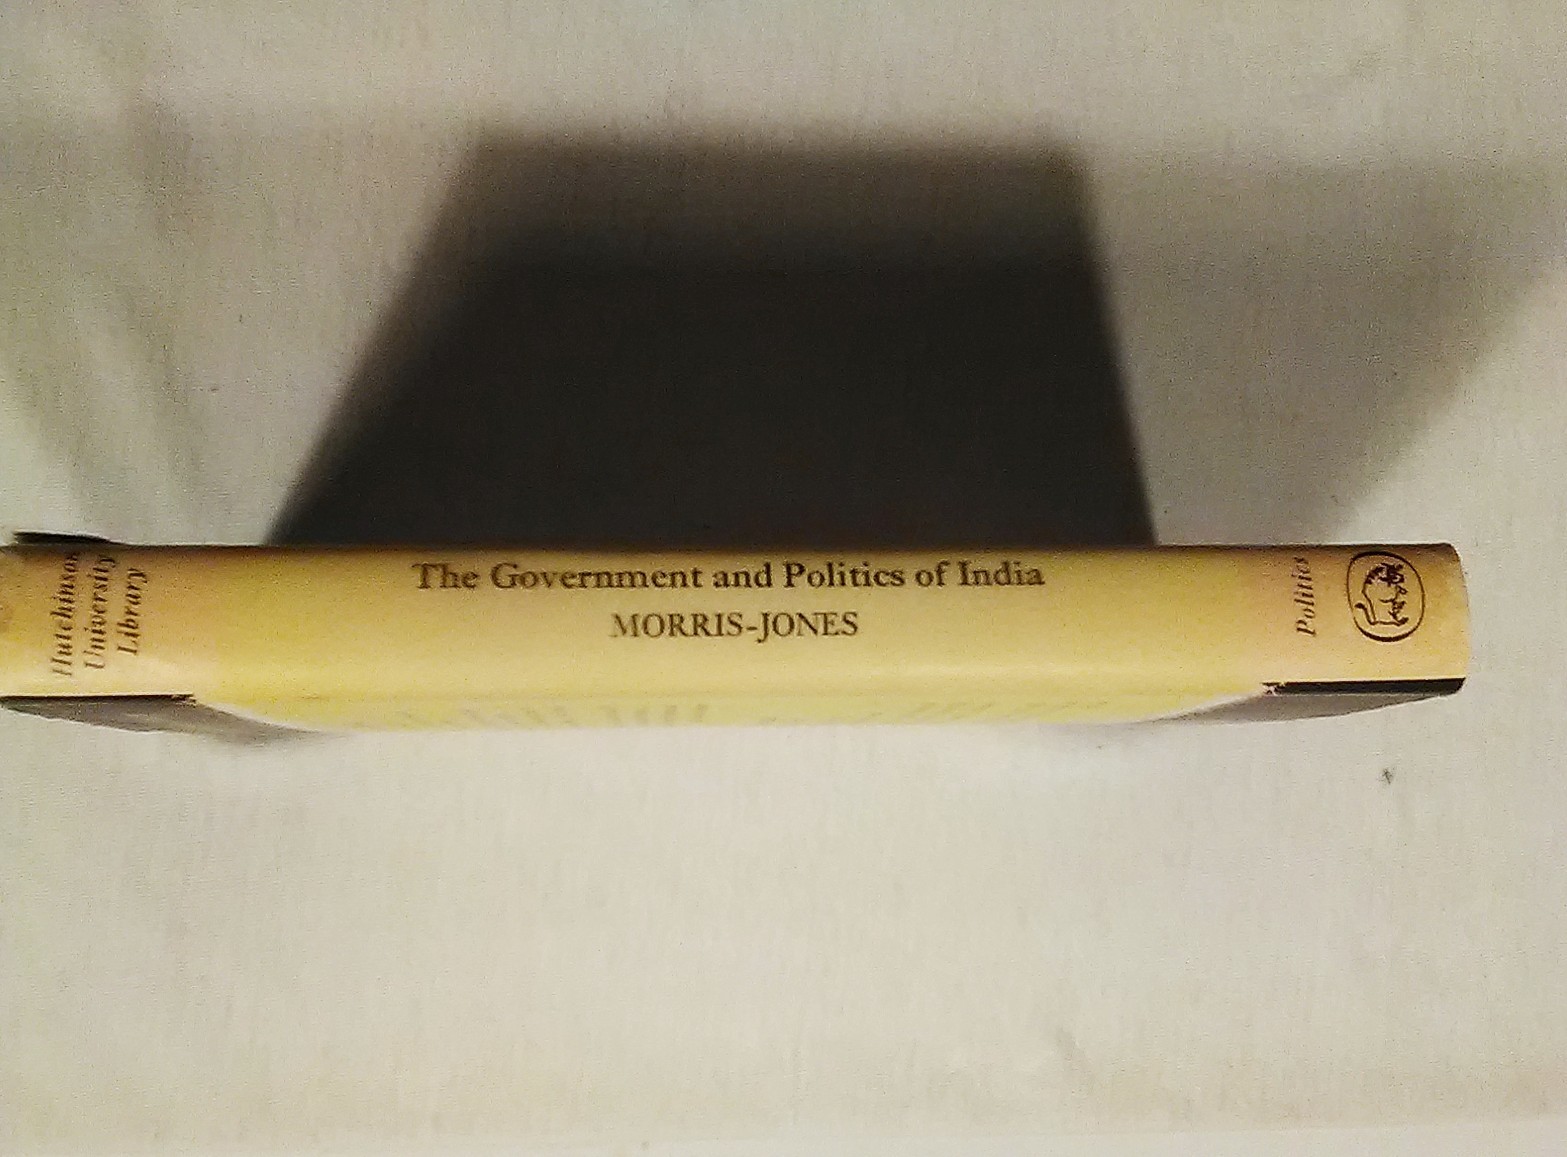 Hutchinson
University
Library
The Government and Politics of India
MORRIS-JONES
Politics